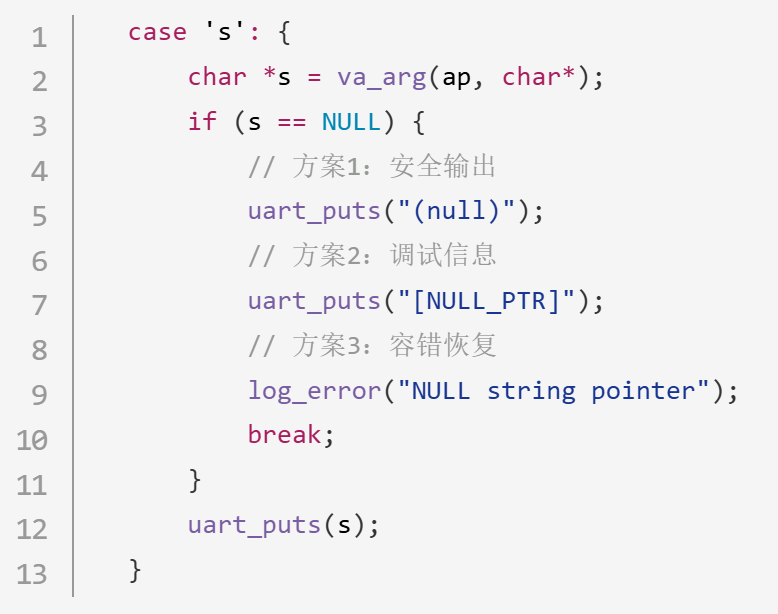 1 case 's': {
2 char *s = va_arg(ap, char*);
3 if (s == NULL) {
4 // 方案1：安全输出
5 uart_puts("(null)");
6 // 方案2：调试信息
7 uart_puts("[NULL_PTR]");
8 // 方案3：容错恢复
9 log_error("NULL string pointer");
10 break;
11 }
12 uart_puts(s);
13 }